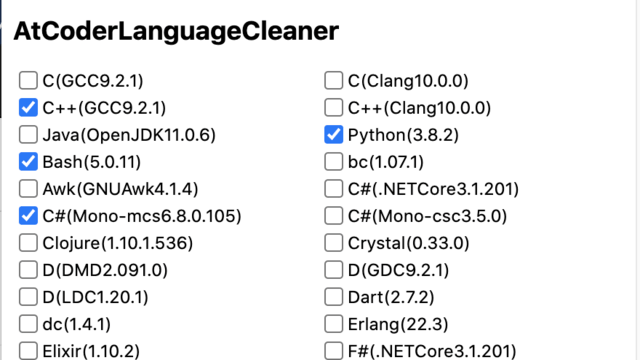 AtCoderLanguageCleaner
C(GCC9.2.1) C(Clang10.0.0)
C++(GCC9.2.1) C++(Clang10.0.0)
Java(OpenJDK11.0.6) Python(3.8.2)
Bash(5.0.11) bc(1.07.1)
Awk(GNUAwk4.1.4) C#(.NETCore3.1.201)
C#(Mono-mcs6.8.0.105) C#(Mono-csc3.5.0)
Clojure(1.10.1.536) Crystal(0.33.0)
D(DMD2.091.0) D(GDC9.2.1)
D(LDC1.20.1) Dart(2.7.2)
dc(1.4.1) Erlang(22.3)
Elixir(1.10.2) F#(.NETCore3.1.201)